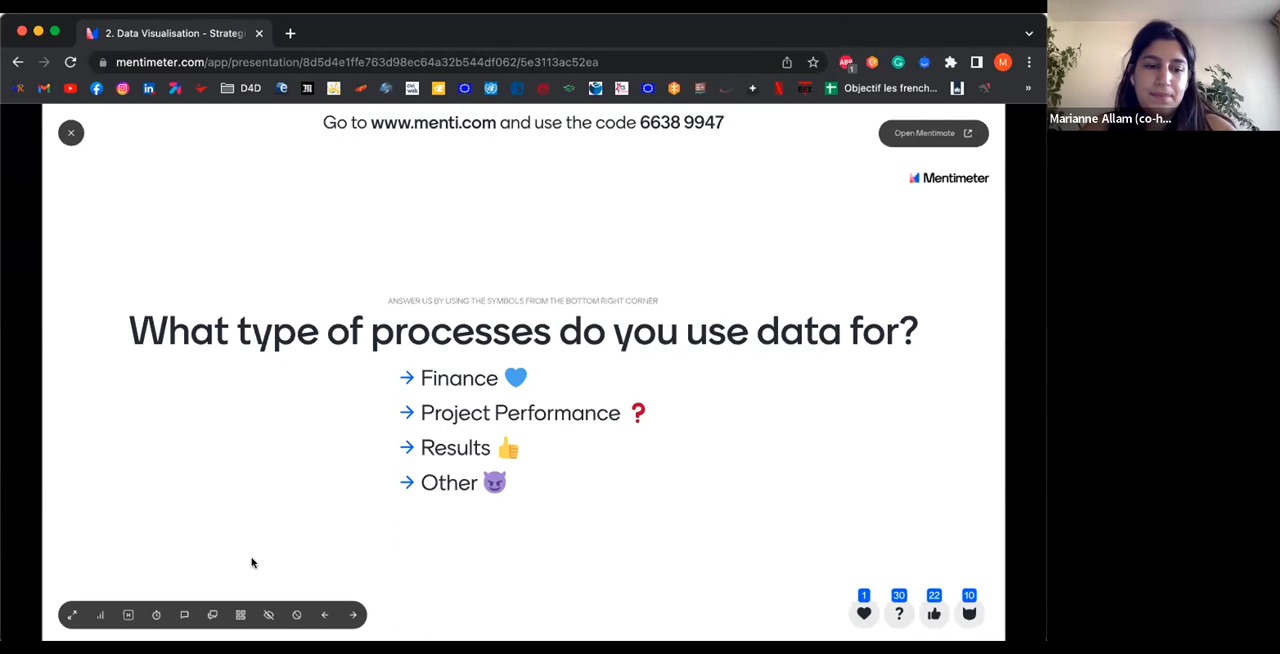 2. Data Visualisation - Strateg
mentimeter.com/app/presentation/8d5d4e1ffe763d98ec64a32b544df062/5e3113ac52ea
D4D
Objectif les french...
Go to www.menti.com and use the code 6638 9947
Open Mentimote
Mentimeter
ANSWER US BY USING THE SYMBOLS FROM THE BOTTOM RIGHT CORNER
What type of processes do you use data for?
→ Finance 💙
→ Project Performance ❓
→ Results 👍
→ Other 😈
1 30 22 10
Marianne Allam (co-h...